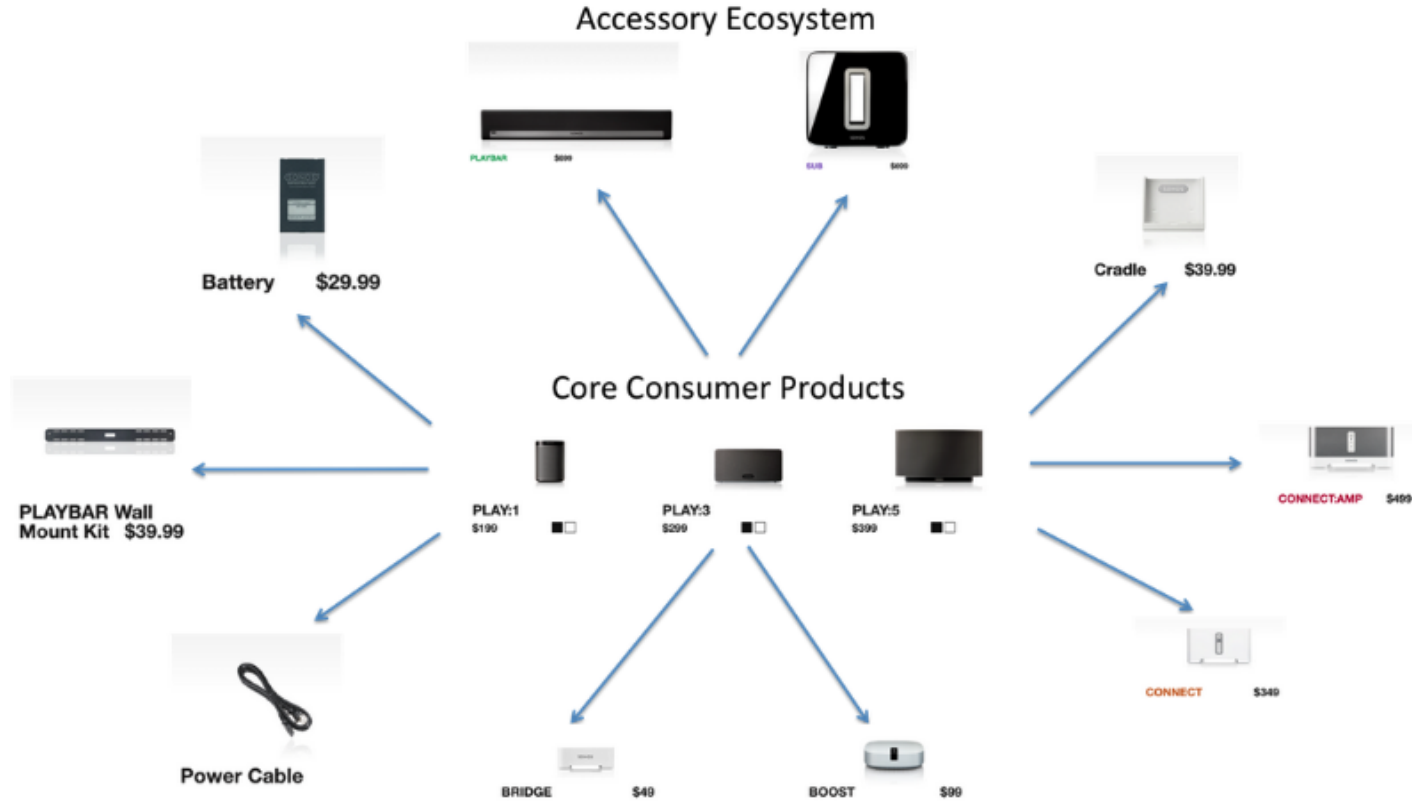 Accessory Ecosystem
PLAYBAR $699
SUB $699
Battery $29.99
Cradle $39.99
Core Consumer Products
PLAYBAR Wall
Mount Kit $39.99
PLAY:1
$199
PLAY:3
$299
PLAY:5
$399
CONNECT:AMP $499
CONNECT $349
Power Cable
BRIDGE $49
BOOST $99